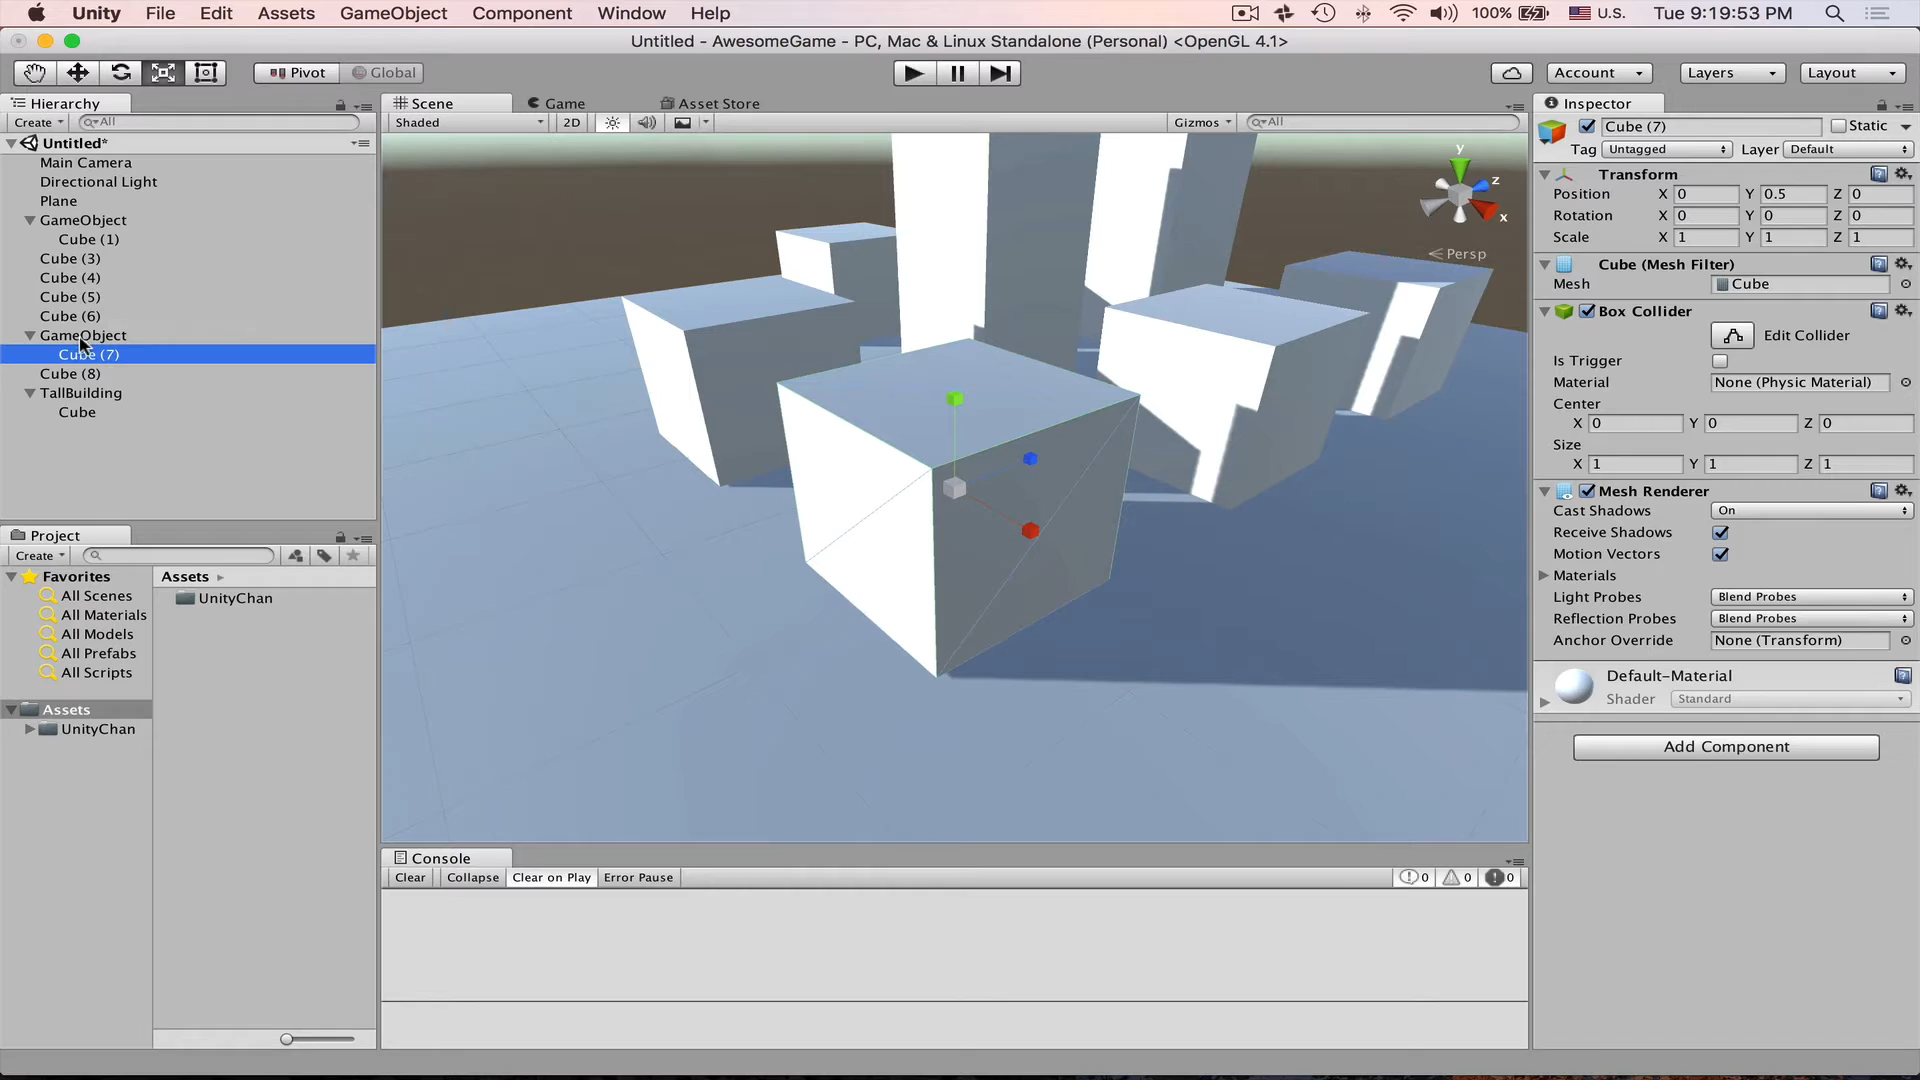 Unity File Edit Assets GameObject Component Window Help 100% U.S. Tue 9:19:53 PM
Untitled - AwesomeGame - PC, Mac & Linux Standalone (Personal) <OpenGL 4.1>
Pivot Global Account Layers Layout
Hierarchy
Create All
Untitled*
Main Camera
Directional Light
Plane
GameObject
Cube (1)
Cube (3)
Cube (4)
Cube (5)
Cube (6)
GameObject
Cube (7)
Cube (8)
TallBuilding
Cube
Project
Create
Favorites
All Scenes
All Materials
All Models
All Prefabs
All Scripts
Assets
UnityChan
Assets
UnityChan
Scene Game Asset Store
Shaded 2D Gizmos All
y
z
x
Persp
Console
Clear Collapse Clear on Play Error Pause 0 0 0
Inspector
Cube (7) Static
Tag Untagged Layer Default
Transform
Position X 0 Y 0.5 Z 0
Rotation X 0 Y 0 Z 0
Scale X 1 Y 1 Z 1
Cube (Mesh Filter)
Mesh Cube
Box Collider
Edit Collider
Is Trigger
Material None (Physic Material)
Center
X 0 Y 0 Z 0
Size
X 1 Y 1 Z 1
Mesh Renderer
Cast Shadows On
Receive Shadows
Motion Vectors
Materials
Light Probes Blend Probes
Reflection Probes Blend Probes
Anchor Override None (Transform)
Default-Material
Shader Standard
Add Component